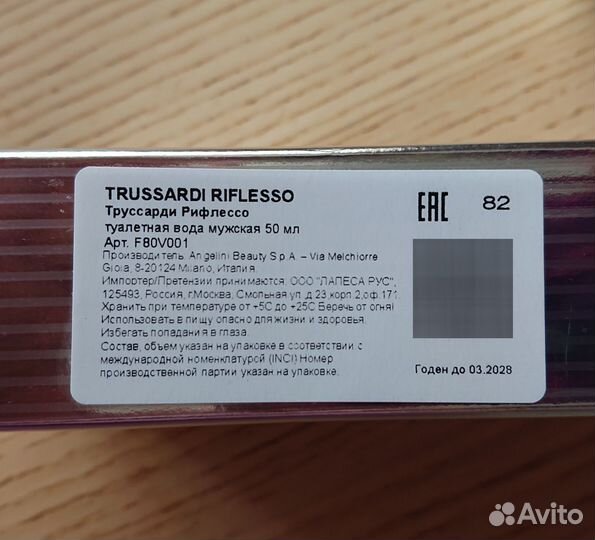 TRUSSARDI RIFLESSO
Труссарди Рифлессо
туалетная вода мужская 50 мл
Арт. F80V001
Производитель: Angelini Beauty S.p.A. – Via Melchiorre
Gioia, 8-20124 Milano, Италия.
Импортер/Претензии принимаются: ООО "ЛАПЕСА РУС",
125493, Россия, г.Москва, Смольная ул, д.23,корп.2,оф.171.
Хранить при температуре от +5С до +25С Беречь от огня!
Использовать в пищу опасно для жизни и здоровья.
Избегать попадания в глаза.
Состав, объем указан на упаковке в соответствии с
международной номенклатурой (INCI) Номер
производственной партии указан на упаковке.
EAC 82
Годен до 03.2028
Avito